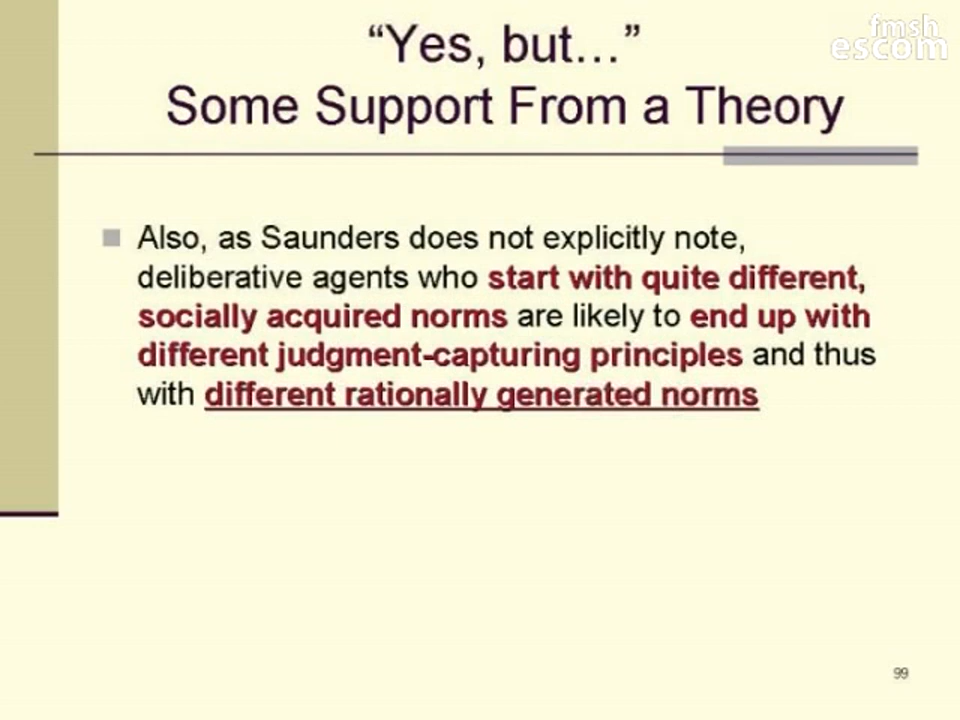 fmsh
escom
“Yes, but…”
Some Support From a Theory
Also, as Saunders does not explicitly note,
deliberative agents who start with quite different,
socially acquired norms are likely to end up with
different judgment-capturing principles and thus
with different rationally generated norms
99